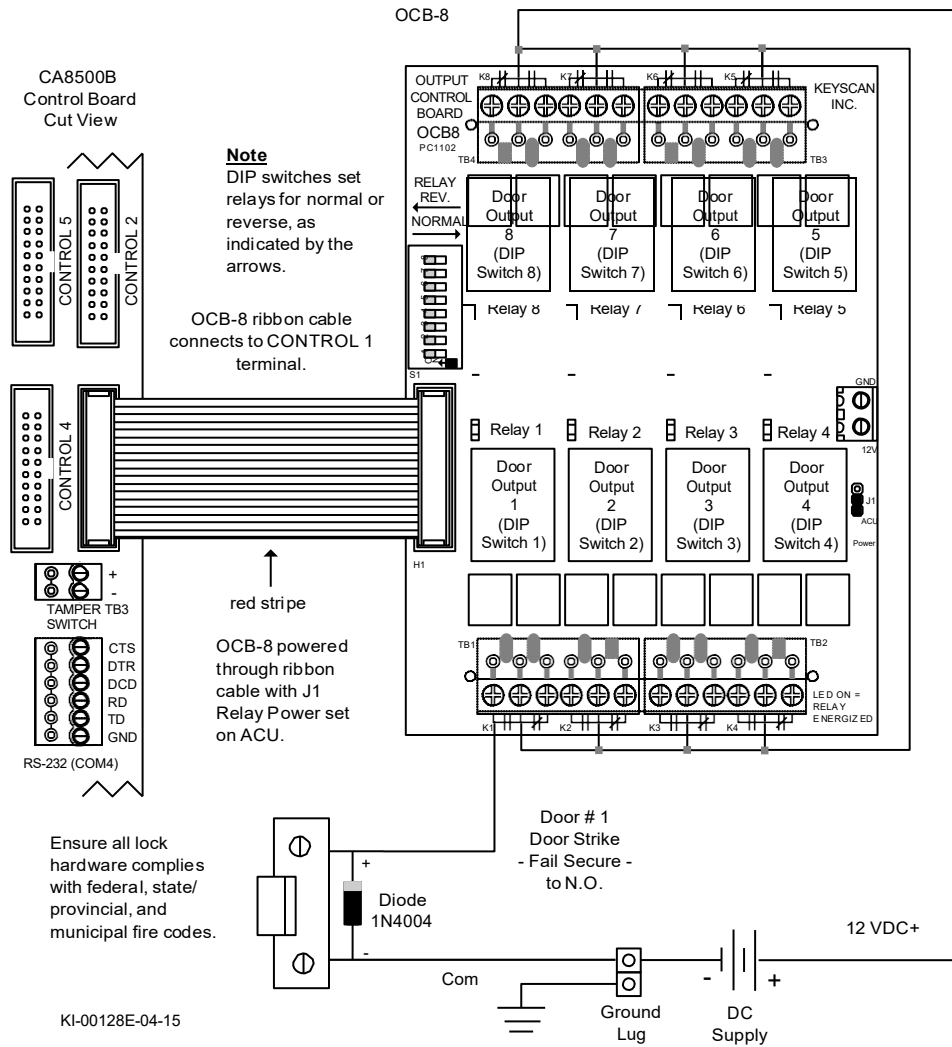 OCB-8
CA8500B
Control Board
Cut View
CONTROL 5
CONTROL 2
Note
DIP switches set
relays for normal or
reverse, as
indicated by the
arrows.
OCB-8 ribbon cable
connects to CONTROL 1
terminal.
OUTPUT
CONTROL
BOARD
OCB8
PC1102
K8
K7
K6
K5
KEYSCAN
INC.
TB4
TB3
RELAY
REV.
NORMAL
Door
Output
8
(DIP
Switch 8)
Door
Output
7
(DIP
Switch 7)
Door
Output
6
(DIP
Switch 6)
Door
Output
5
(DIP
Switch 5)
Relay 8
Relay 7
Relay 6
Relay 5
S1
GND
12V
CONTROL 4
Relay 1
Relay 2
Relay 3
Relay 4
Door
Output
1
(DIP
Switch 1)
Door
Output
2
(DIP
Switch 2)
Door
Output
3
(DIP
Switch 3)
Door
Output
4
(DIP
Switch 4)
J1
ACU
Power
H1
+
-
TAMPER TB3
SWITCH
red stripe
CTS
DTR
DCD
RD
TD
GND
RS-232 (COM4)
OCB-8 powered
through ribbon
cable with J1
Relay Power set
on ACU.
TB1
TB2
K1
K2
K3
K4
LED ON =
RELAY
ENERGIZED
Ensure all lock
hardware complies
with federal, state/
provincial, and
municipal fire codes.
+
Diode
1N4004
-
Door # 1
Door Strike
- Fail Secure -
to N.O.
12 VDC+
Com
- +
Ground
Lug
DC
Supply
KI-00128E-04-15